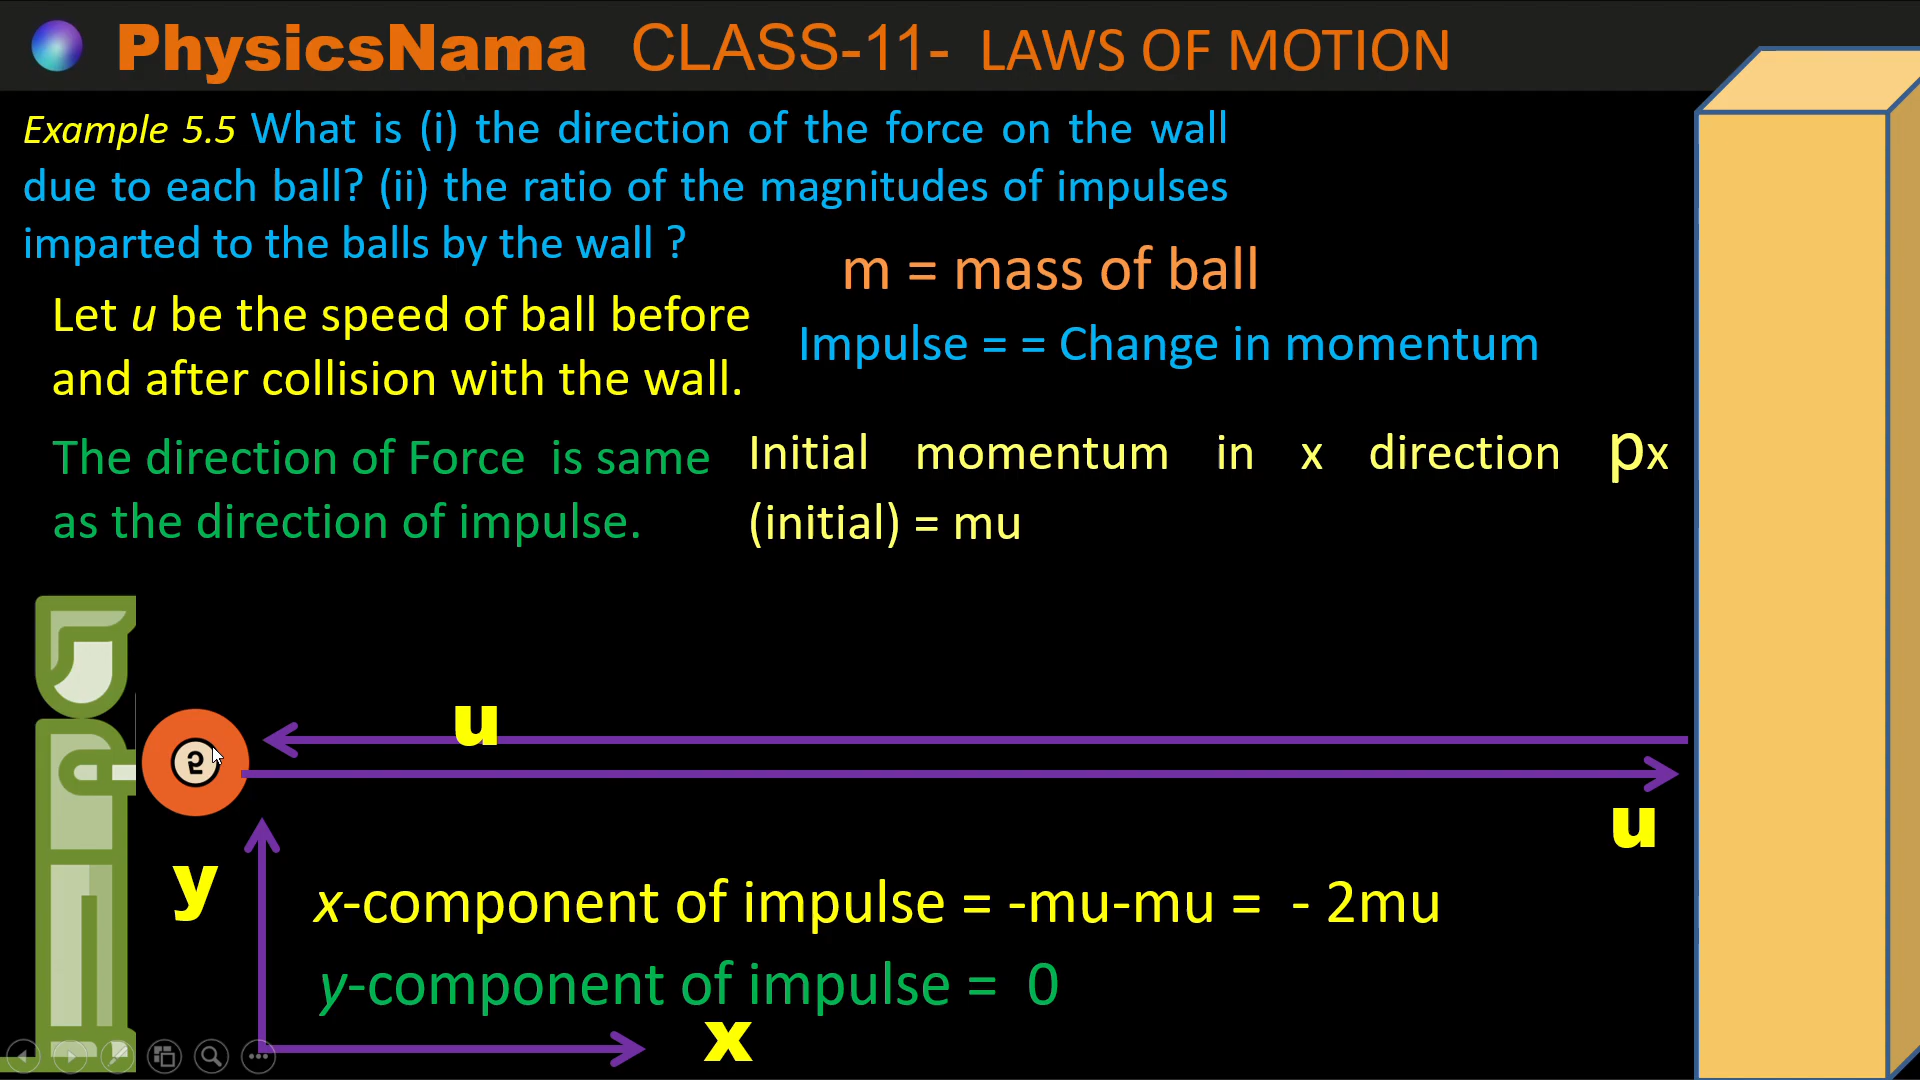 PhysicsNama CLASS-11- LAWS OF MOTION
Example 5.5 What is (i) the direction of the force on the wall
due to each ball? (ii) the ratio of the magnitudes of impulses
imparted to the balls by the wall ?
m = mass of ball
Let u be the speed of ball before
and after collision with the wall.
Impulse = = Change in momentum
The direction of Force is same
as the direction of impulse.
Initial momentum in x direction px
(initial) = mu
u
5
u
y
x-component of impulse = -mu-mu = - 2mu
y-component of impulse = 0
x